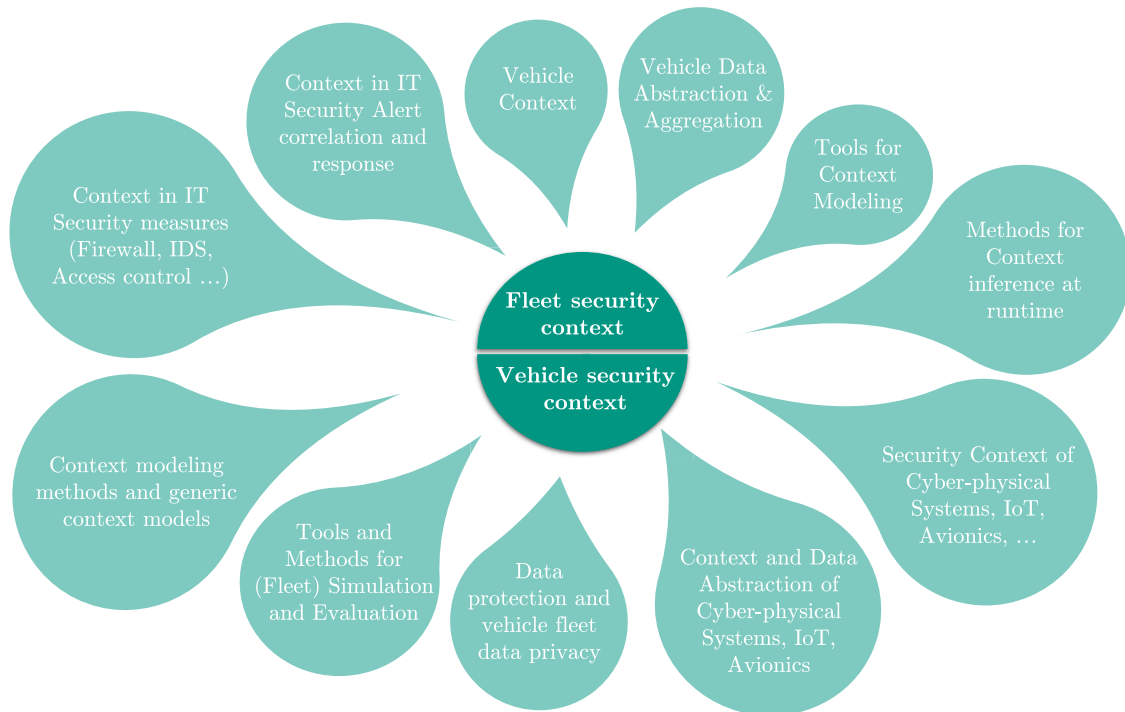 Context in IT
Security Alert
correlation and
response
Vehicle
Context
Vehicle Data
Abstraction &
Aggregation
Tools for
Context
Modeling
Context in IT
Security measures
(Firewall, IDS,
Access control ...)
Methods for
Context
inference at
runtime
Fleet security
context
Vehicle security
context
Context modeling
methods and generic
context models
Security Context of
Cyber-physical
Systems, IoT,
Avionics, ...
Tools and
Methods for
(Fleet) Simulation
and Evaluation
Data
protection and
vehicle fleet
data privacy
Context and Data
Abstraction of
Cyber-physical
Systems, IoT,
Avionics